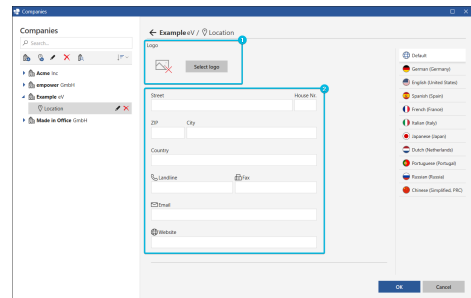 Companies
Companies
Search...
Acme inc
empower GmbH
Example eV
Location
Made in Office GmbH
Example eV / Location
1
Logo
Select logo
2
Street House Nr.
ZIP City
Country
Landline Fax
Email
Website
Default
German (Germany)
English (United States)
Spanish (Spain)
French (France)
Italian (Italy)
Japanese (Japan)
Dutch (Netherlands)
Portuguese (Portugal)
Russian (Russia)
Chinese (Simplified, PRC)
OK Cancel